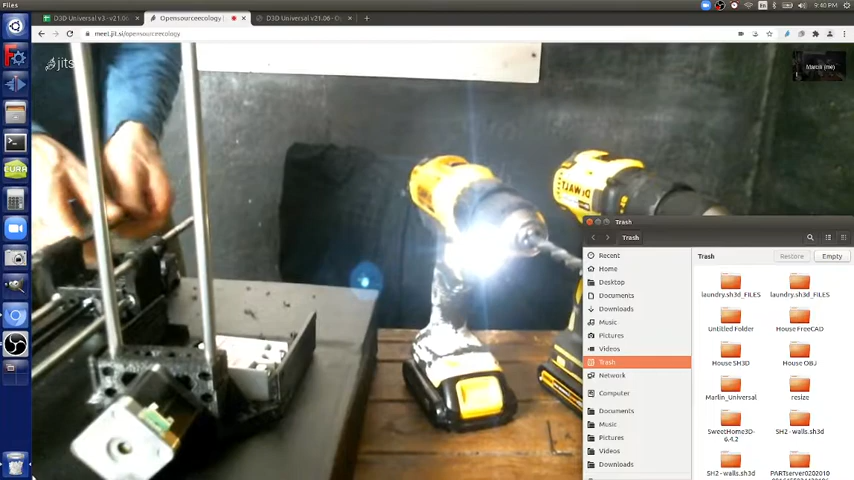 Files
9:40 PM
D3D Universal v3 - v21.06
Opensourceecology
D3D Universal v21.06 - O
meet.jit.si/opensourceecology
jits
Marcin (me)
DEWALT
Trash
Trash
Recent
Home
Desktop
Documents
Downloads
Music
Pictures
Videos
Trash
Network
Computer
Documents
Music
Pictures
Videos
Downloads
Trash
Restore
Empty
laundry.sh3d_FILES
laundry.sh3d_FILES
Untitled Folder
House FreeCAD
House SH3D
House OBJ
Marlin_Universal
resize
SweetHome3D-
6.4.2
SH2 -walls.sh3d
SH2 -walls.sh3d